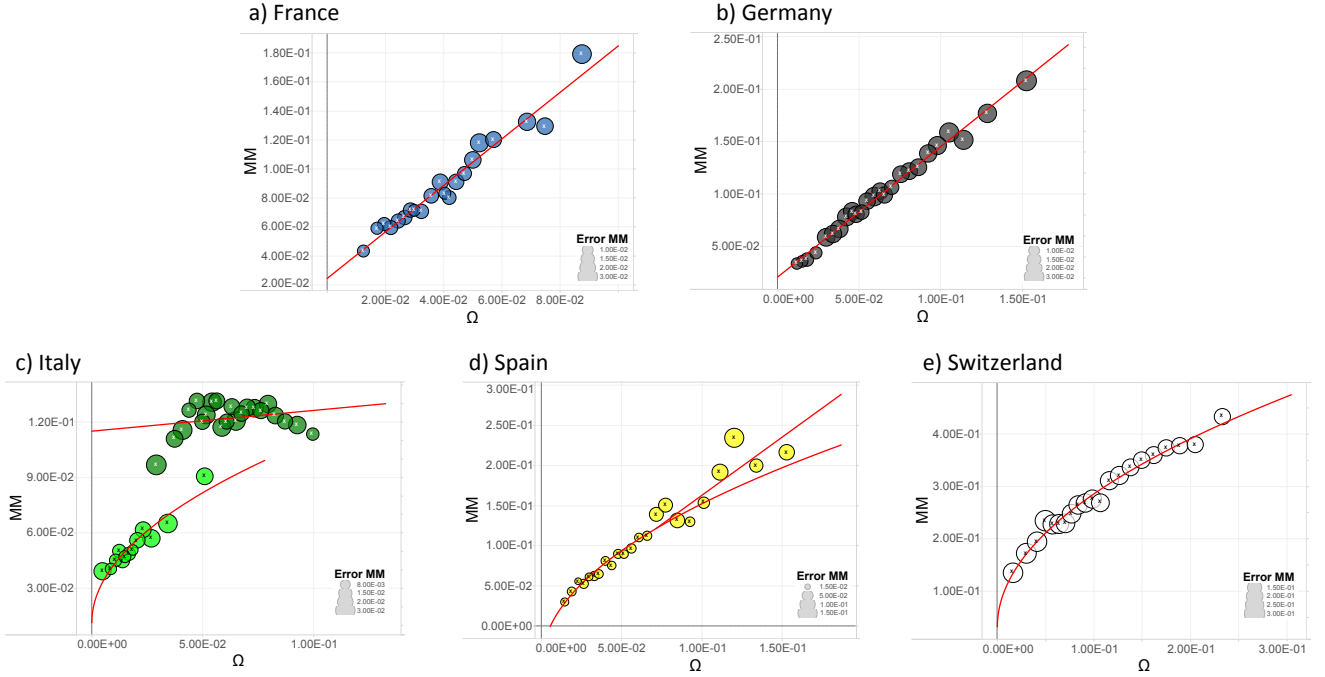 a) France
1.80E-01
1.60E-01
1.40E-01
1.20E-01
1.00E-01
8.00E-02
6.00E-02
4.00E-02
2.00E-02
MM
2.00E-02 4.00E-02 6.00E-02 8.00E-02
Ω
Error MM
1.00E-02
1.50E-02
2.00E-02
3.00E-02
b) Germany
2.50E-01
2.00E-01
1.50E-01
1.00E-01
5.00E-02
MM
0.00E+00 5.00E-02 1.00E-01 1.50E-01
Ω
Error MM
1.00E-02
1.50E-02
2.00E-02
3.00E-02
c) Italy
1.20E-01
9.00E-02
6.00E-02
3.00E-02
MM
0.00E+00 5.00E-02 1.00E-01
Ω
Error MM
8.00E-03
1.50E-02
2.00E-02
3.00E-02
d) Spain
3.00E-01
2.50E-01
2.00E-01
1.50E-01
1.00E-01
5.00E-02
0.00E+00
MM
0.00E+00 5.00E-02 1.00E-01 1.50E-01
Ω
Error MM
1.50E-02
5.00E-02
1.00E-01
1.50E-01
e) Switzerland
4.00E-01
3.00E-01
2.00E-01
1.00E-01
MM
0.00E+00 1.00E-01 2.00E-01 3.00E-01
Ω
Error MM
1.50E-01
2.00E-01
2.50E-01
3.00E-01